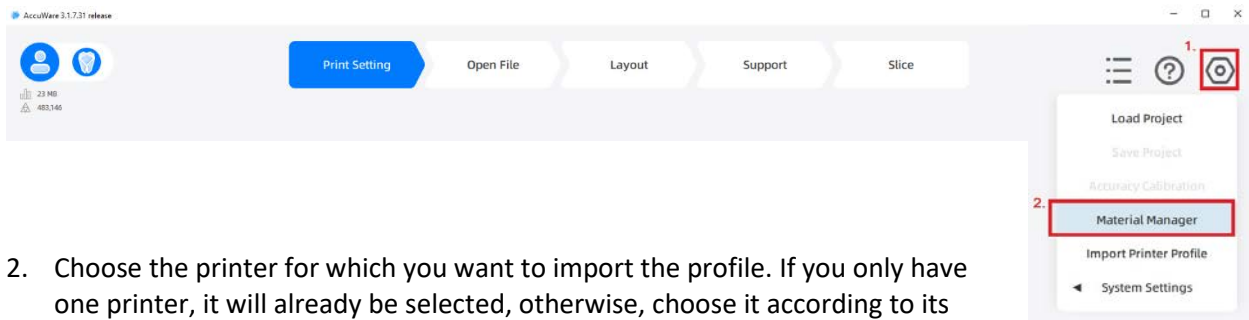 AccuWare 3.1.7.31 release
Print Setting
Open File
Layout
Support
Slice
1.
23 MB
483,146
Load Project
Save Project
Accuracy Calibration
2.
Material Manager
Import Printer Profile
System Settings
2. Choose the printer for which you want to import the profile. If you only have
one printer, it will already be selected, otherwise, choose it according to its